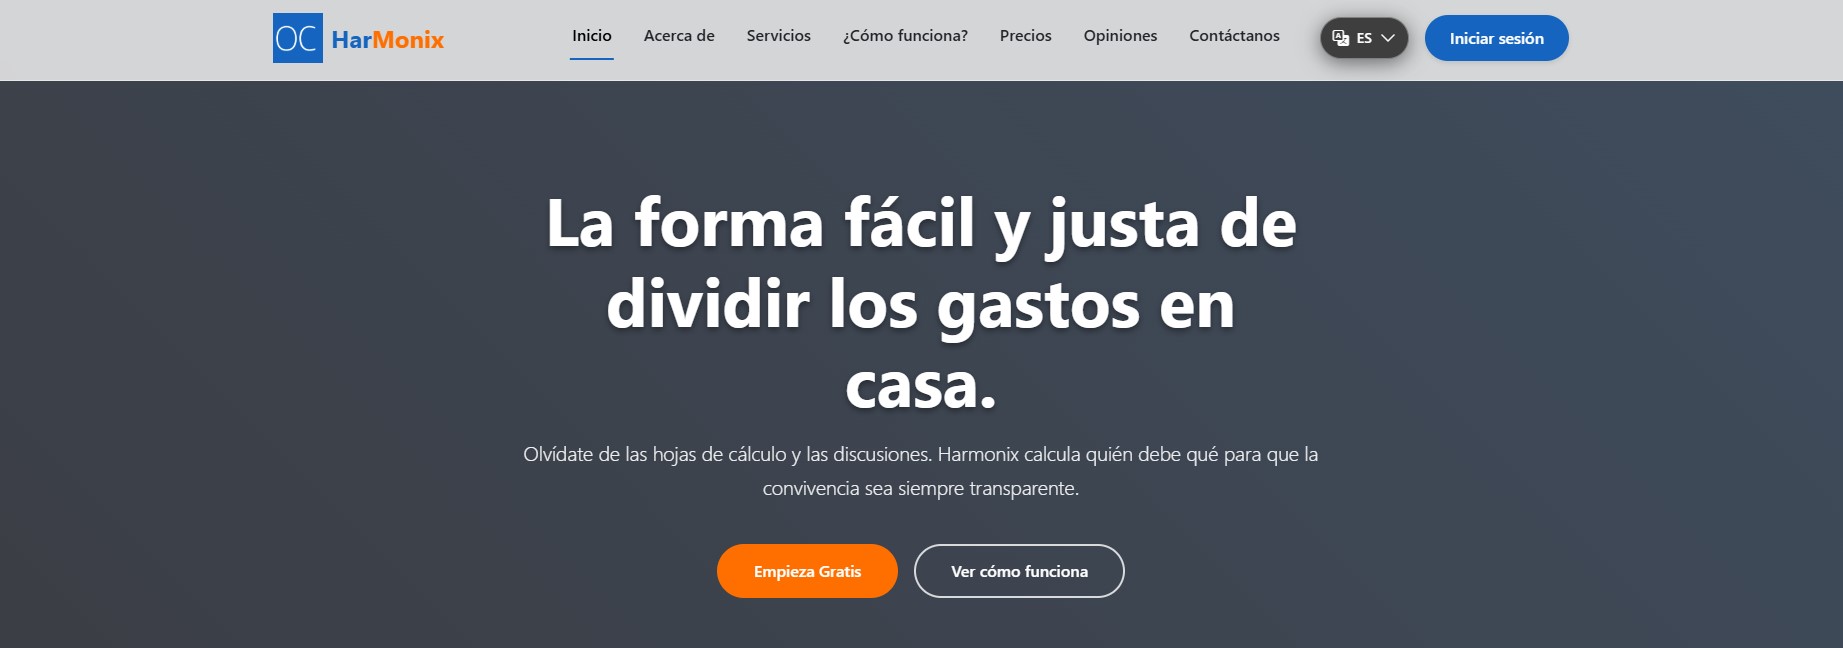 OC HarMonix
Inicio Acerca de Servicios ¿Cómo funciona? Precios Opiniones Contáctanos ES Iniciar sesión
La forma fácil y justa de
dividir los gastos en
casa.
Olvídate de las hojas de cálculo y las discusiones. Harmonix calcula quién debe qué para que la
convivencia sea siempre transparente.
Empieza Gratis
Ver cómo funciona